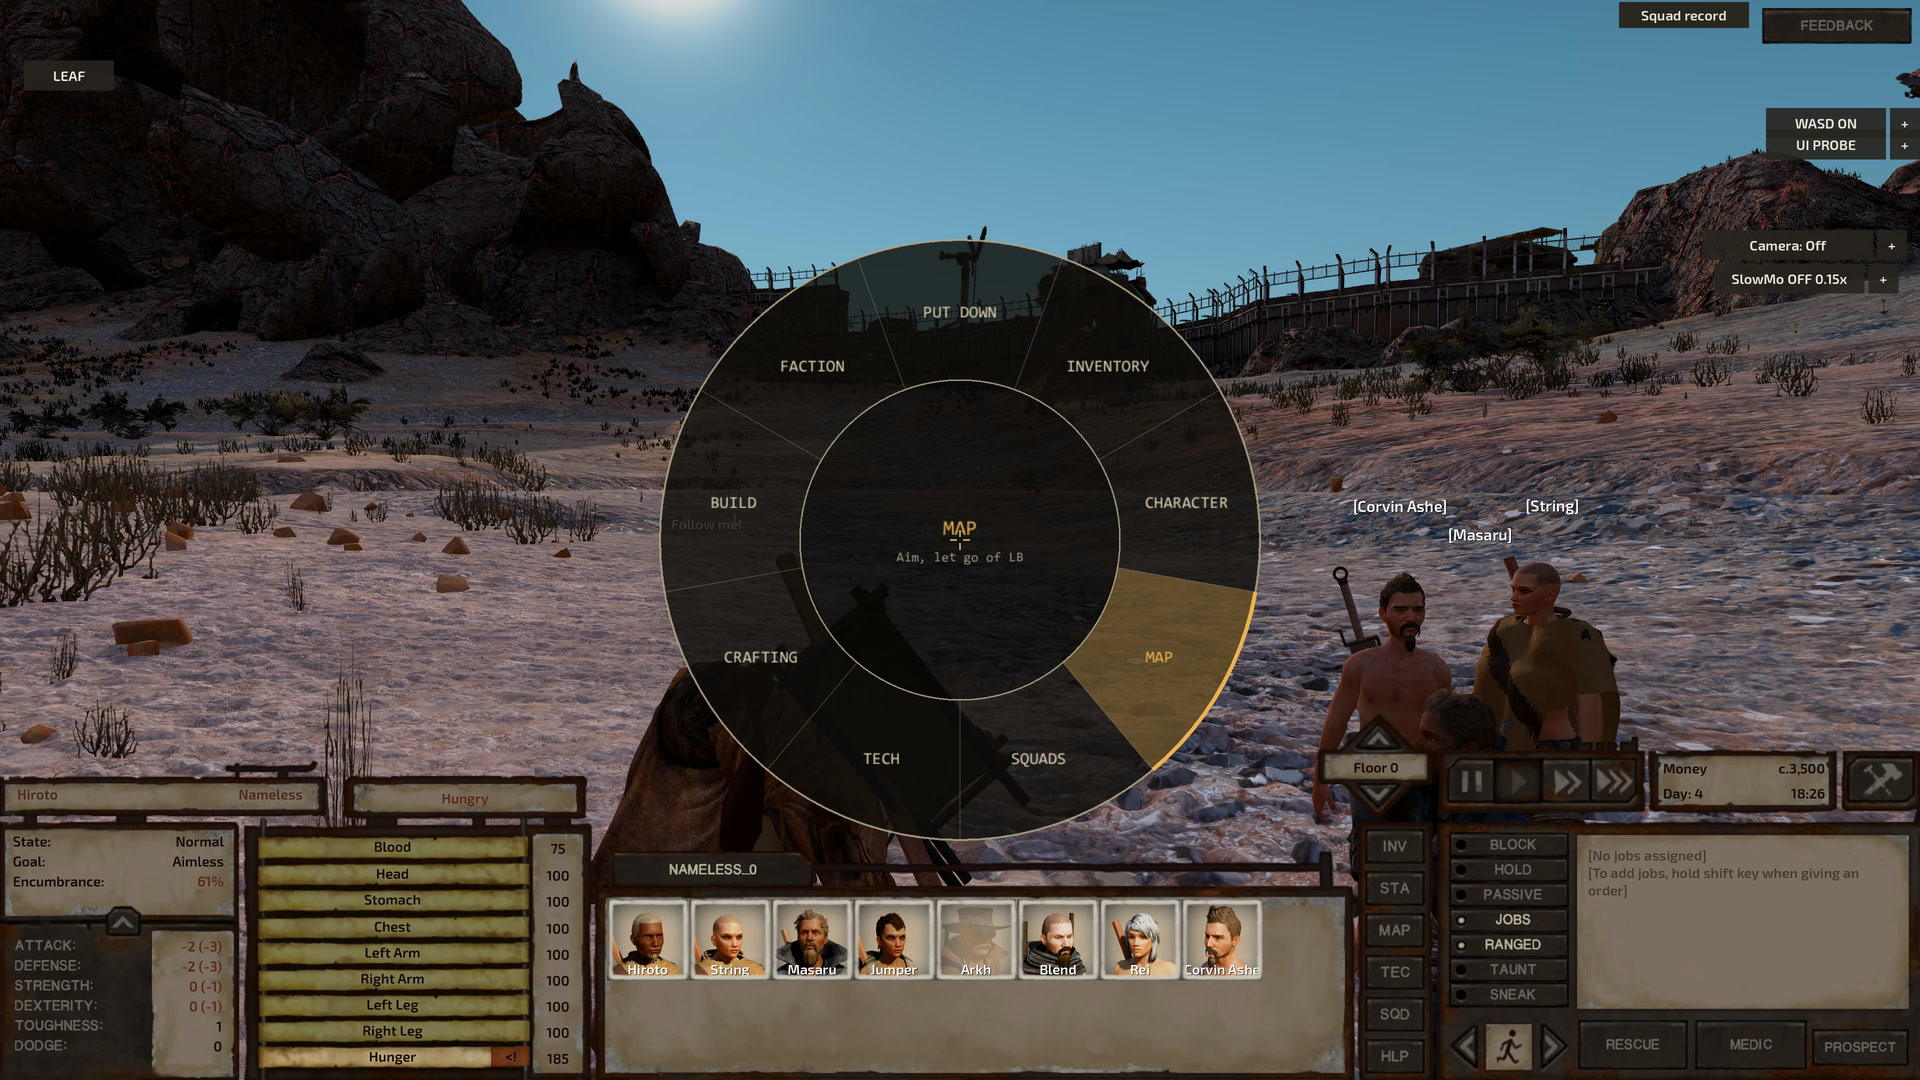 Squad record
FEEDBACK
LEAF
WASD ON +
UI PROBE +
Camera: Off +
SlowMo OFF 0.15x +
PUT DOWN
FACTION
INVENTORY
BUILD
CHARACTER
Follow me!
MAP
Aim, let go of LB
CRAFTING
MAP
TECH
SQUADS
[Corvin Ashe]
[String]
[Masaru]
Floor 0
Money c.3,500
Day: 4 18:26
Hiroto Nameless
Hungry
State: Normal
Goal: Aimless
Encumbrance: 61%
ATTACK: -2 (-3)
DEFENSE: -2 (-3)
STRENGTH: 0 (-1)
DEXTERITY: 0 (-1)
TOUGHNESS: 1
DODGE: 0
Blood 75
Head 100
Stomach 100
Chest 100
Left Arm 100
Right Arm 100
Left Leg 100
Right Leg 100
Hunger <! 185
NAMELESS_0
Hiroto
String
Masaru
Jumper
Arkh
Blend
Rei
Corvin Ashe
INV
STA
MAP
TEC
SQD
HLP
BLOCK
HOLD
PASSIVE
JOBS
RANGED
TAUNT
SNEAK
[No jobs assigned]
[To add jobs, hold shift key when giving an
order]
RESCUE
MEDIC
PROSPECT